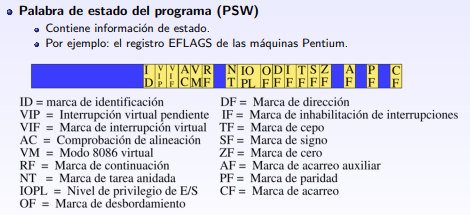 Palabra de estado del programa (PSW)
Contiene información de estado.
Por ejemplo: el registro EFLAGS de las máquinas Pentium.
I V V A V R N IO O D I T S Z A P C
D I P I F C M F T PL F F F F F F F F F
ID = marca de identificación DF = Marca de dirección
VIP = Interrupción virtual pendiente IF = Marca de inhabilitación de interrupciones
VIF = Marca de interrupción virtual TF = Marca de cepo
AC = Comprobación de alineación SF = Marca de signo
VM = Modo 8086 virtual ZF = Marca de cero
RF = Marca de continuación AF = Marca de acarreo auxiliar
NT = Marca de tarea anidada PF = Marca de paridad
IOPL = Nivel de privilegio de E/S CF = Marca de acarreo
OF = Marca de desbordamiento